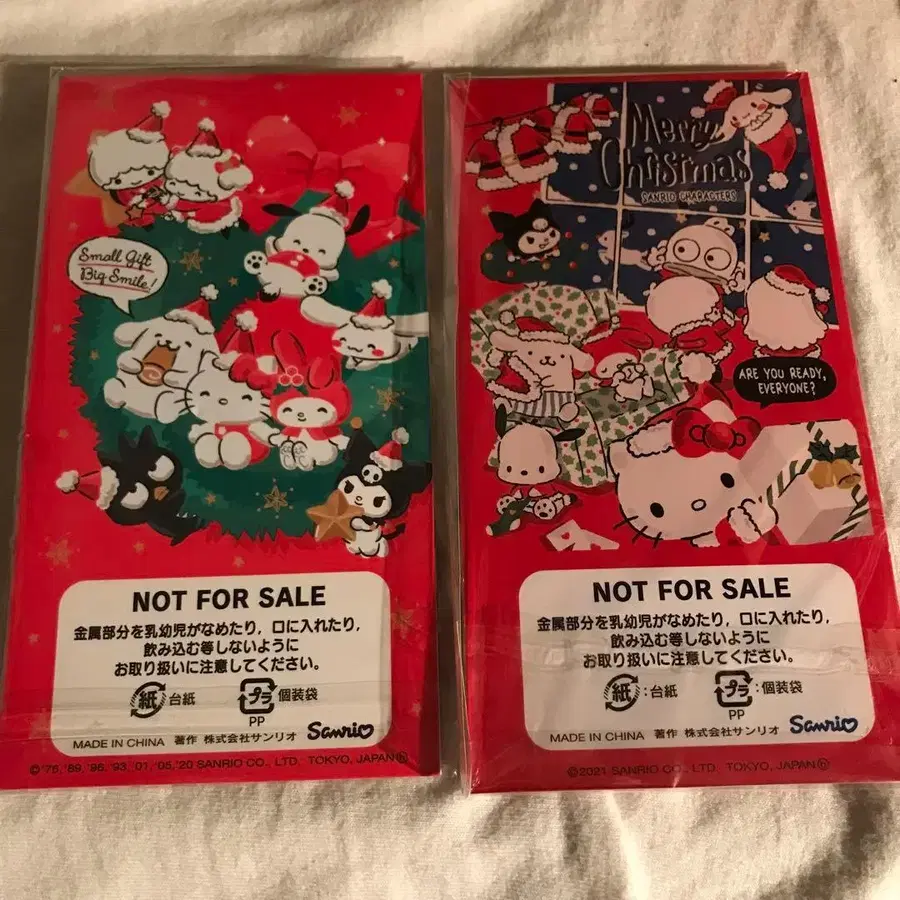 Small Gift
Big Smile!
NOT FOR SALE
金属部分を乳幼児がなめたり，口に入れたり，
飲み込む等しないように
お取り扱いに注意してください。
紙 台紙
プラ 個装袋
PP
MADE IN CHINA 著作 株式会社サンリオ Sanrio
©'76, '89, '96, '93, '01, '05, '20 SANRIO CO., LTD. TOKYO, JAPAN ⓗ
Merry
Christmas
SANRIO CHARACTERS
ARE YOU READY,
EVERYONE?
NOT FOR SALE
金属部分を乳幼児がなめたり，口に入れたり，
飲み込む等しないように
お取り扱いに注意してください。
紙 : 台紙
プラ : 個装袋
PP
MADE IN CHINA 著作 株式会社サンリオ Sanrio
©2021 SANRIO CO., LTD. TOKYO, JAPAN ⓗ